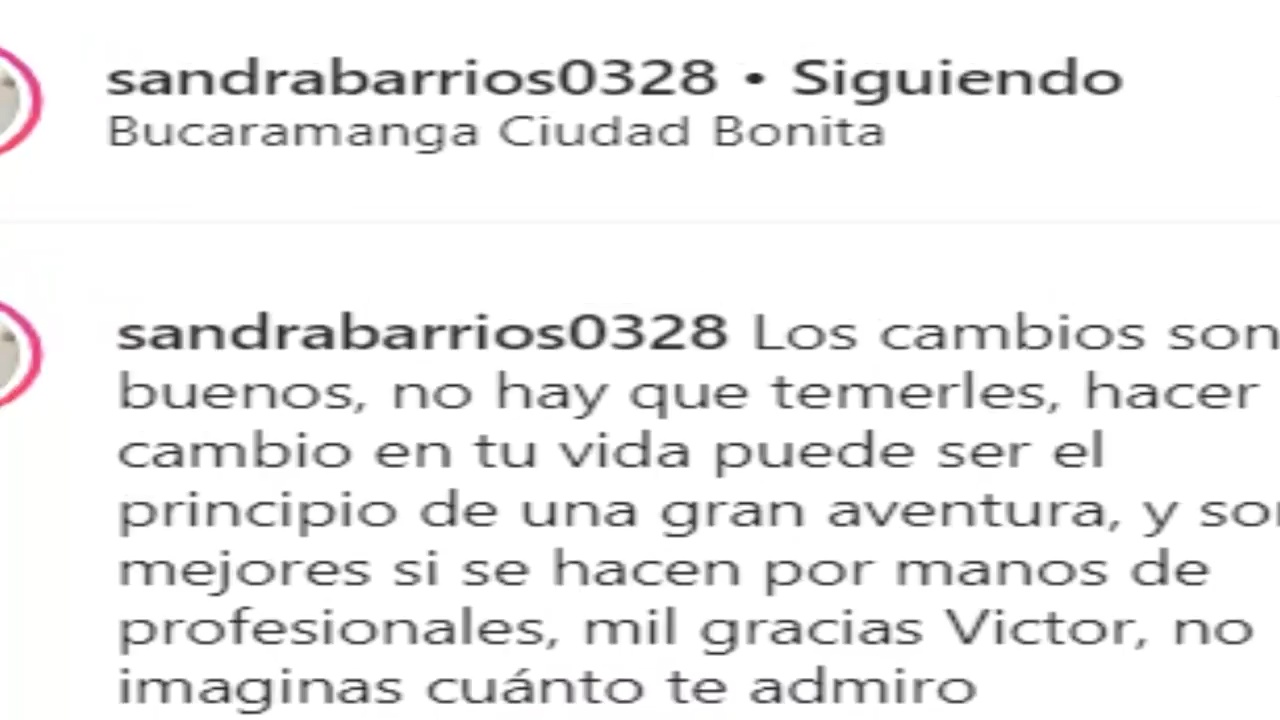 sandrabarrios0328 • Siguiendo
Bucaramanga Ciudad Bonita
sandrabarrios0328 Los cambios son
buenos, no hay que temerles, hacer
cambio en tu vida puede ser el
principio de una gran aventura, y
mejores si se hacen por manos de
profesionales, mil gracias Victor, no
imaginas cuánto te admiro